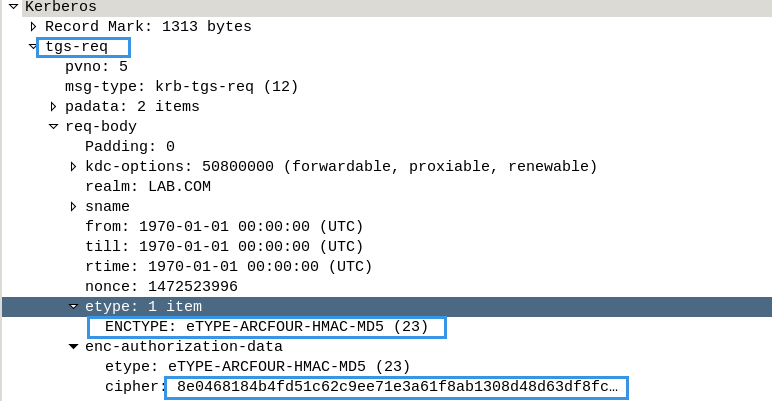 Kerberos
Record Mark: 1313 bytes
tgs-req
pvno: 5
msg-type: krb-tgs-req (12)
padata: 2 items
req-body
Padding: 0
kdc-options: 50800000 (forwardable, proxiable, renewable)
realm: LAB.COM
sname
from: 1970-01-01 00:00:00 (UTC)
till: 1970-01-01 00:00:00 (UTC)
rtime: 1970-01-01 00:00:00 (UTC)
nonce: 1472523996
etype: 1 item
ENCTYPE: eTYPE-ARCFOUR-HMAC-MD5 (23)
enc-authorization-data
etype: eTYPE-ARCFOUR-HMAC-MD5 (23)
cipher: 8e0468184b4fd51c62c9ee71e3a61f8ab1308d48d63df8fc…